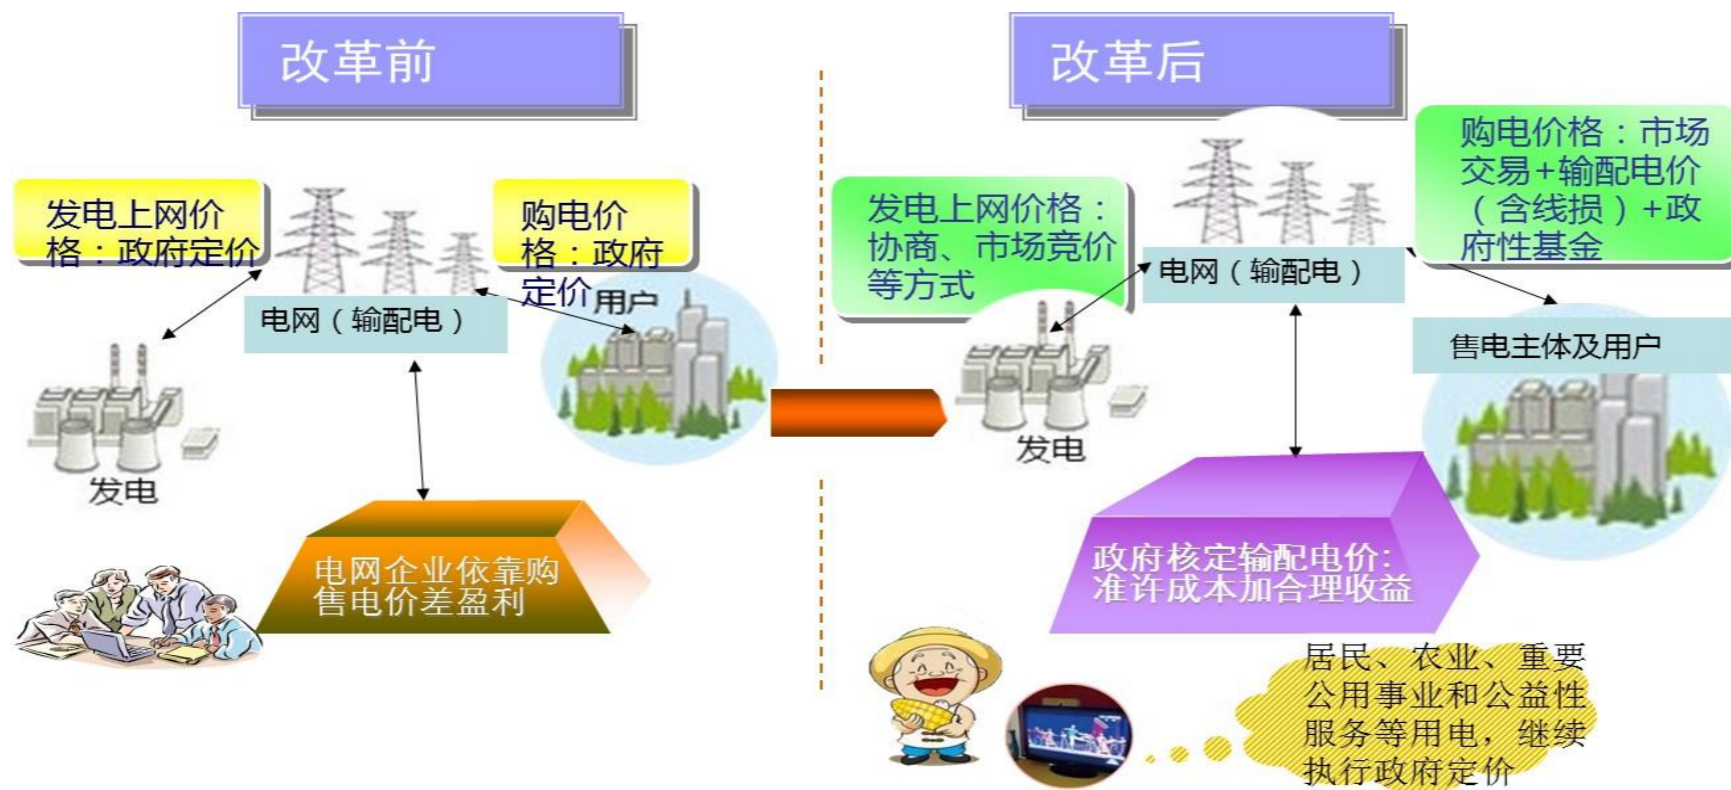 改革前
发电上网价
格：政府定价
购电价
格：政府
定价
用户
电网（输配电）
发电
电网企业依靠购
售电价差盈利
改革后
发电上网价格：
协商、市场竞价
等方式
购电价格：市场
交易+输配电价
（含线损）+政
府性基金
电网（输配电）
售电主体及用户
发电
政府核定输配电价:
准许成本加合理收益
居民、农业、重要
公用事业和公益性
服务等用电，继续
执行政府定价